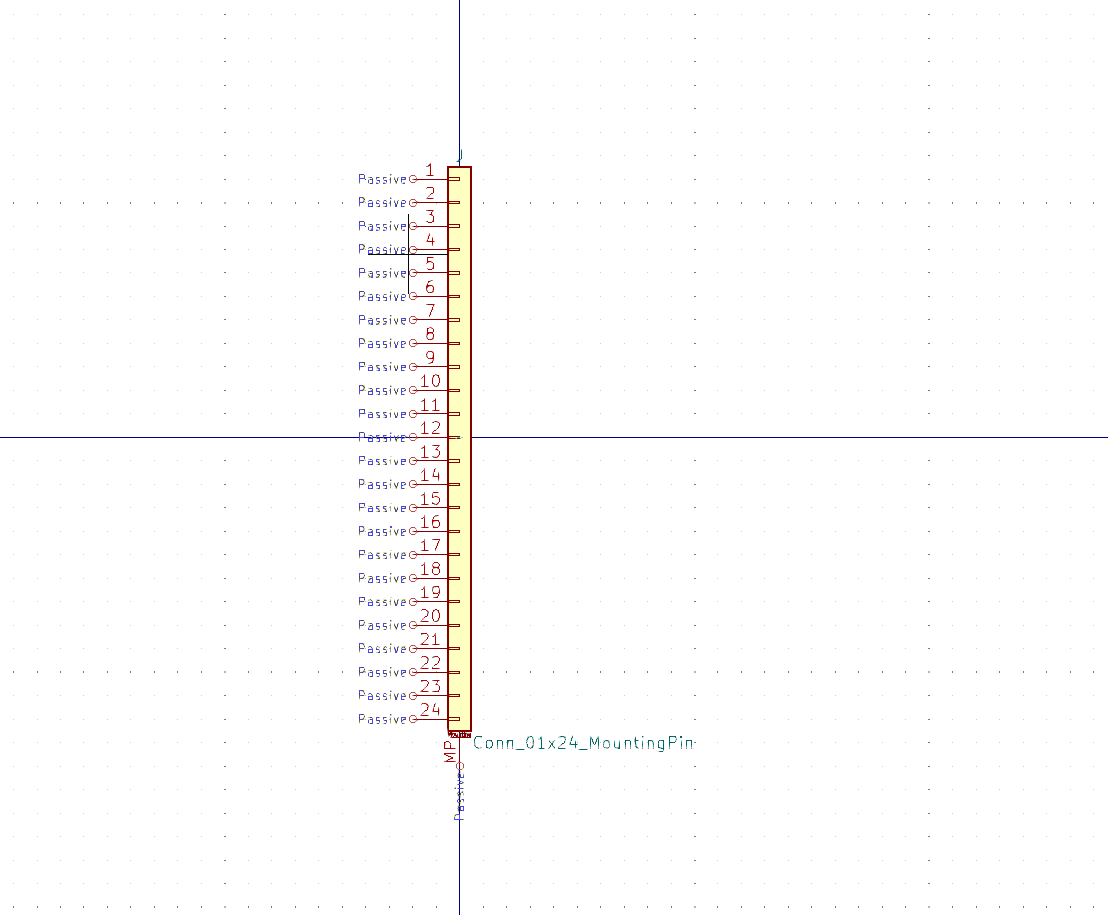 J
Passive 1
Passive 2
Passive 3
Passive 4
Passive 5
Passive 6
Passive 7
Passive 8
Passive 9
Passive 10
Passive 11
Passive 12
Passive 13
Passive 14
Passive 15
Passive 16
Passive 17
Passive 18
Passive 19
Passive 20
Passive 21
Passive 22
Passive 23
Passive 24
MP
Conn_01x24_MountingPin
Passive